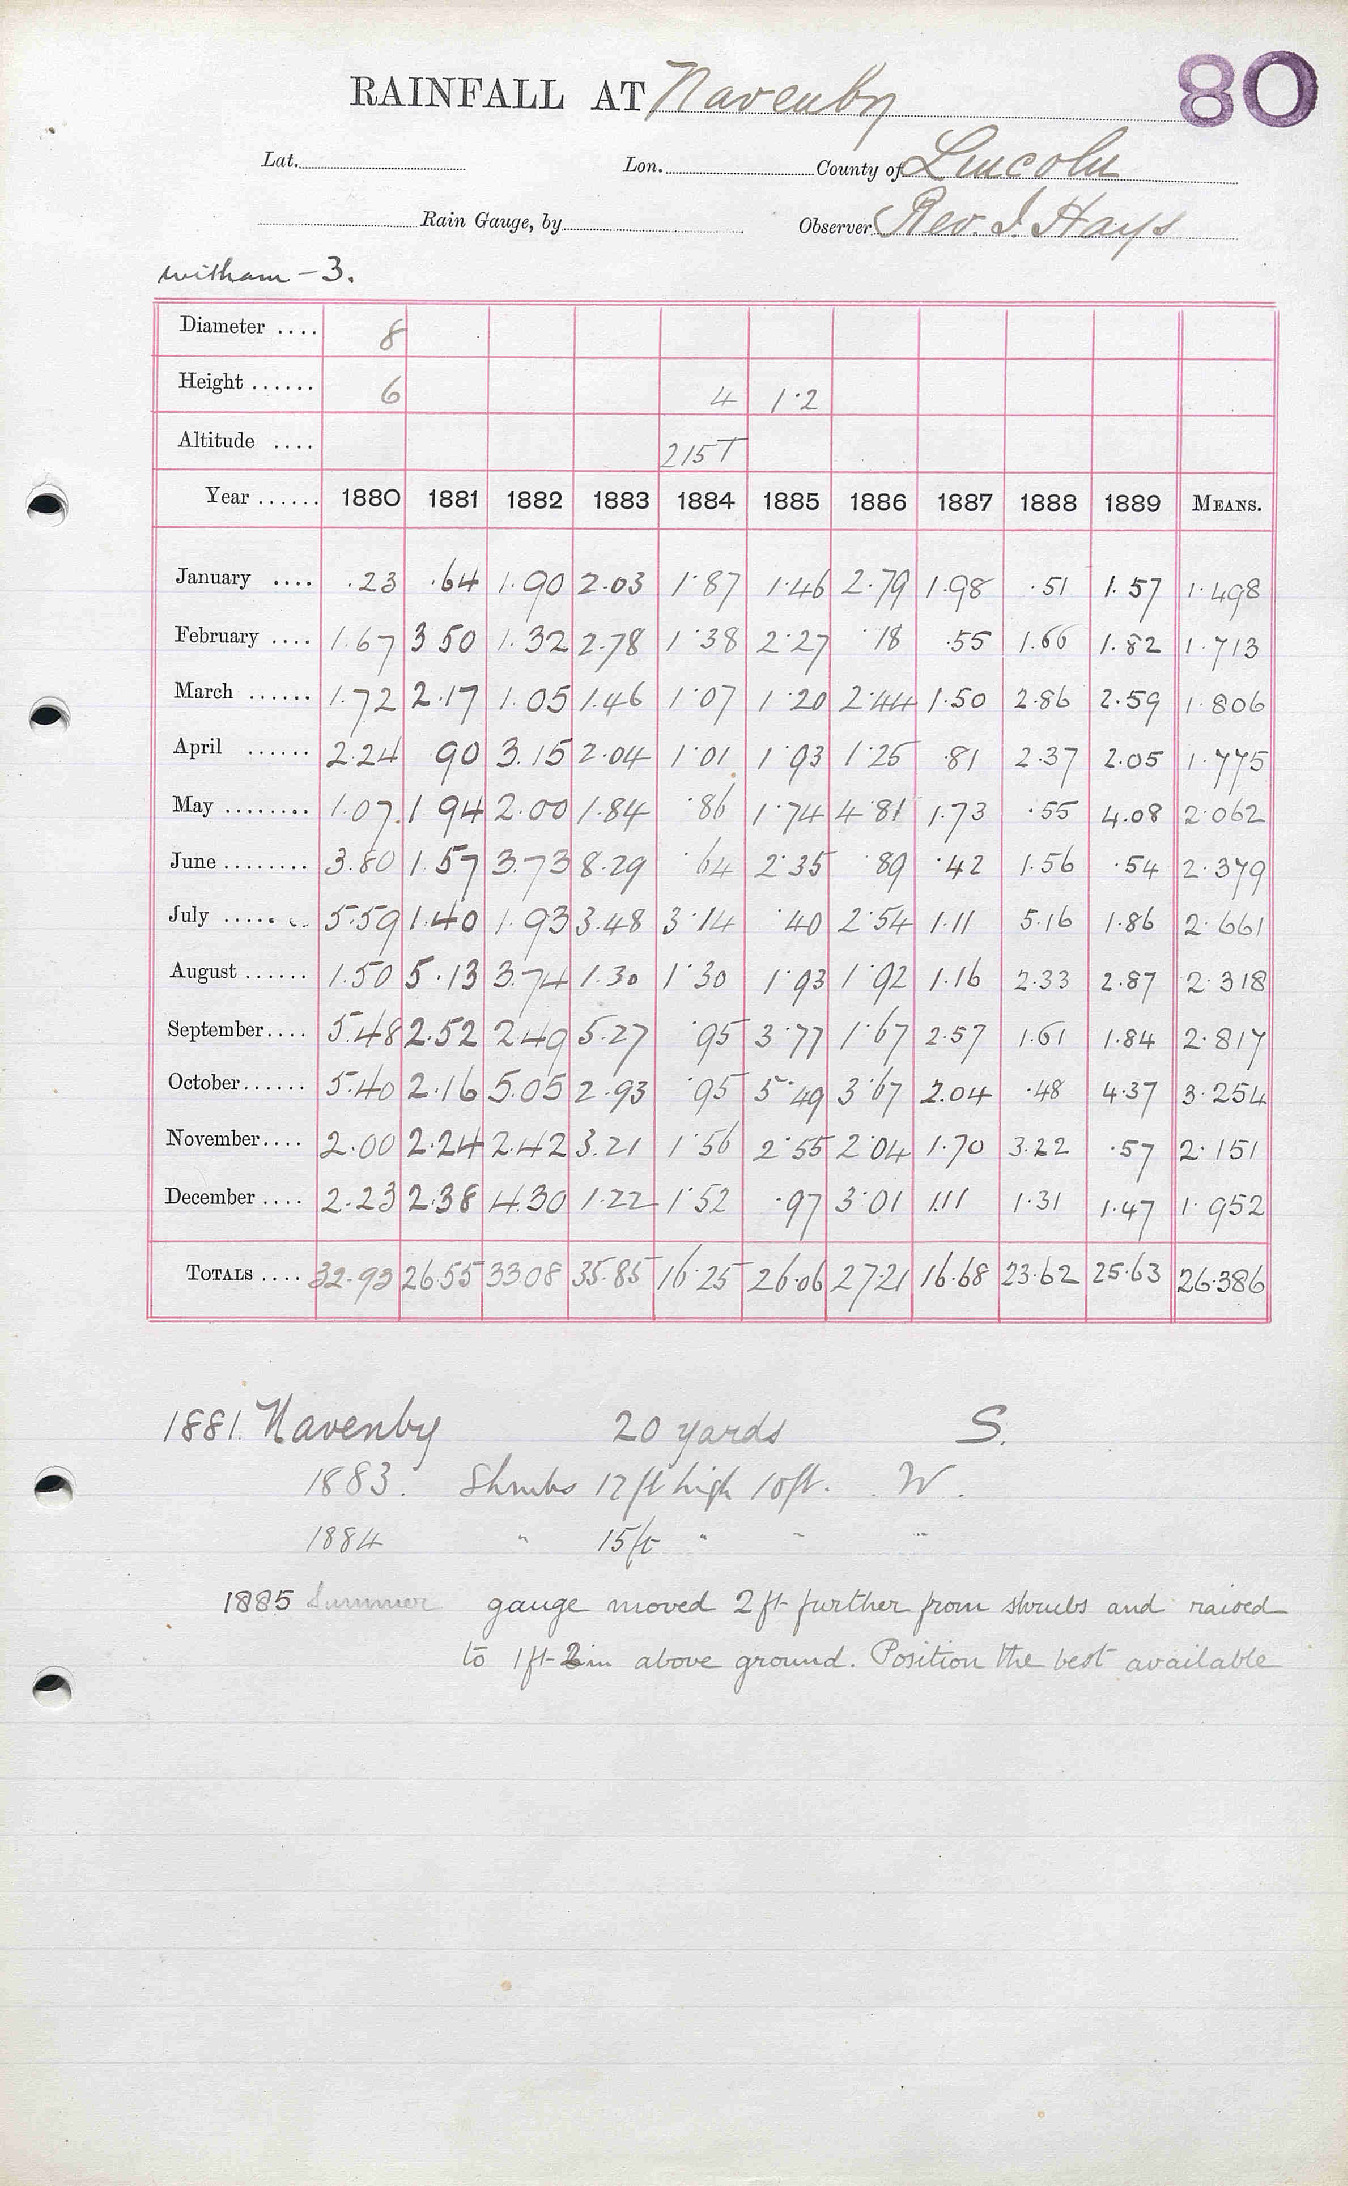 80
RAINFALL AT Navenby
Lat. Lon. County of Lincoln
Rain Gauge, by Observer Rev. J. Hays
Witham - 3.
Diameter .... 8
Height ...... 6 4 1·2
Altitude .... 215T
Year ...... 1880 1881 1882 1883 1884 1885 1886 1887 1888 1889 MEANS.
January .... .23 .64 1.90 2.03 1.87 1.46 2.79 1.98 .51 1.57 1.498
February .... 1.67 3 50 1.32 2.78 1.38 2.27 .18 .55 1.66 1.82 1.713
March ...... 1.72 2.17 1.05 1.46 1.07 1.20 2.44 1.50 2.86 2.59 1.806
April ...... 2.24 90 3.15 2.04 1.01 1.93 1.25 .81 2.37 2.05 1.775
May ........ 1.07 1 94 2.00 1.84 .86 1.74 4.81 1.73 .55 4.08 2.062
June ........ 3.80 1.57 3.73 8.29 .64 2.35 .89 .42 1.56 .54 2.379
July ...... 5.59 1.40 1.93 3.48 3.14 .40 2.54 1.11 5.16 1.86 2.661
August ...... 1.50 5.13 3.74 1.30 1.30 1.93 1.92 1.16 2.33 2.87 2.318
September.... 5.48 2.52 2.49 5.27 .95 3.77 1.67 2.57 1.61 1.84 2.817
October...... 5.40 2.16 5.05 2.93 .95 5.49 3.67 2.04 .48 4.37 3.254
November.... 2.00 2.24 2.42 3.21 1.56 2.55 2.04 1.70 3.22 .57 2.151
December .... 2.23 2.38 4.30 1.22 1.52 .97 3.01 1.11 1.31 1.47 1.952
TOTALS .... 32.93 26.55 33.08 35.85 16.25 26.06 27.21 16.68 23.62 25.63 26.386
1881. Navenby 20 yards S.
1883. Shrubs 12ft high 10ft. W.
1884 " 15ft " " "
1885 Summer gauge moved 2ft further from shrubs and raised
to 1ft 2in above ground. Position the best available